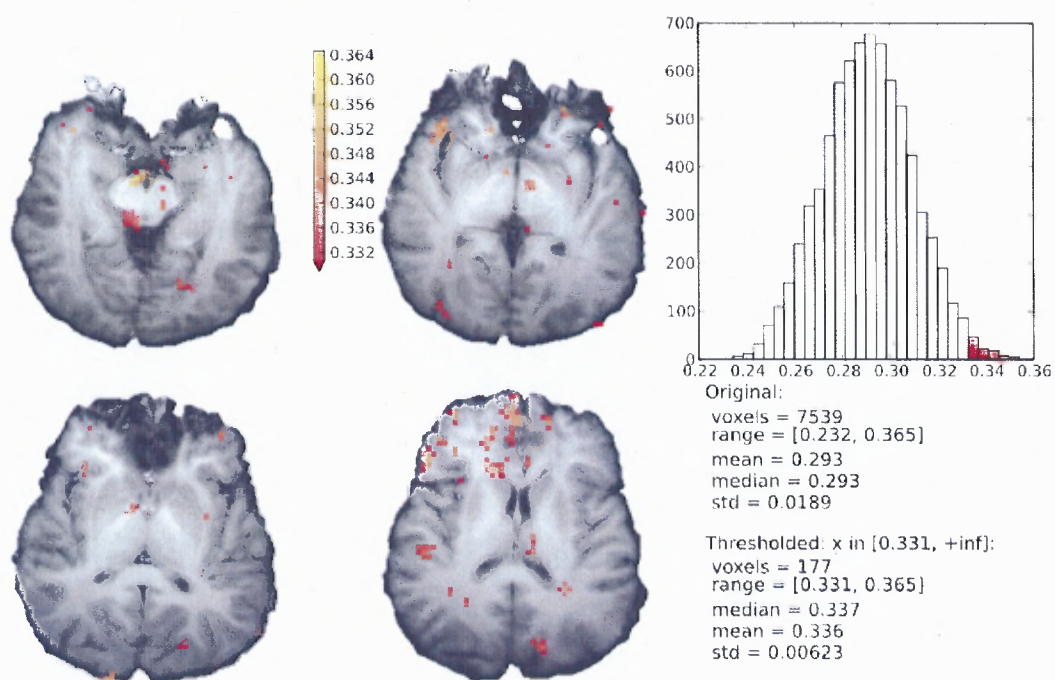 0.364
0.360
0.356
0.352
0.348
0.344
0.340
0.336
0.332
700
600
500
400
300
200
100
0
0.22 0.24 0.26 0.28 0.30 0.32 0.34 0.36
Original:
voxels = 7539
range = [0.232, 0.365]
mean = 0.293
median = 0.293
std = 0.0189
Thresholded: x in [0.331, +inf]:
voxels = 177
range = [0.331, 0.365]
median = 0.337
mean = 0.336
std = 0.00623